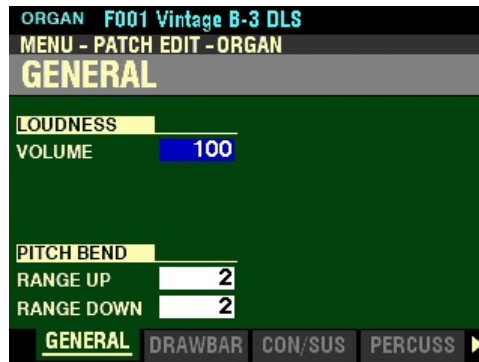 ORGAN F001 Vintage B-3 DLS
MENU - PATCH EDIT - ORGAN
GENERAL
LOUDNESS
VOLUME 100
PITCH BEND
RANGE UP 2
RANGE DOWN 2
GENERAL DRAWBAR CON/SUS PERCUSS